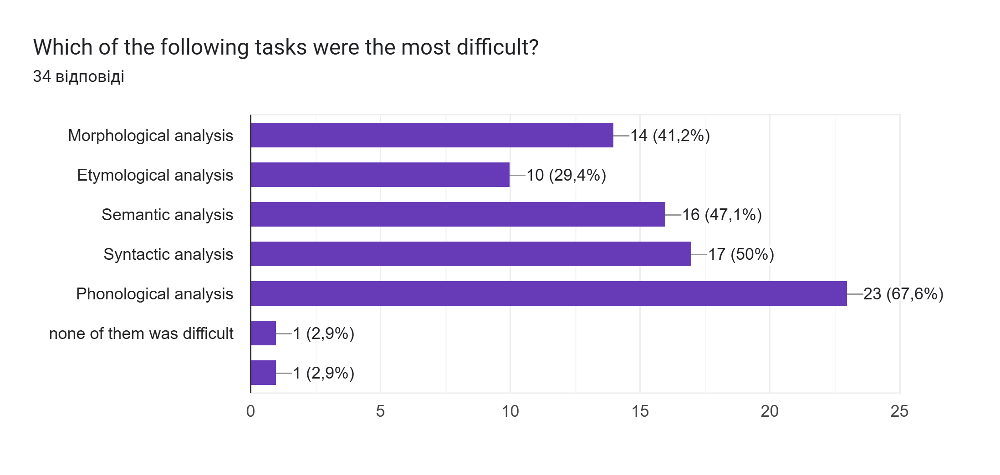 Which of the following tasks were the most difficult?
34 відповіді
Morphological analysis 14 (41,2%)
Etymological analysis 10 (29,4%)
Semantic analysis 16 (47,1%)
Syntactic analysis 17 (50%)
Phonological analysis 23 (67,6%)
none of them was difficult 1 (2,9%)
1 (2,9%)
0 5 10 15 20 25